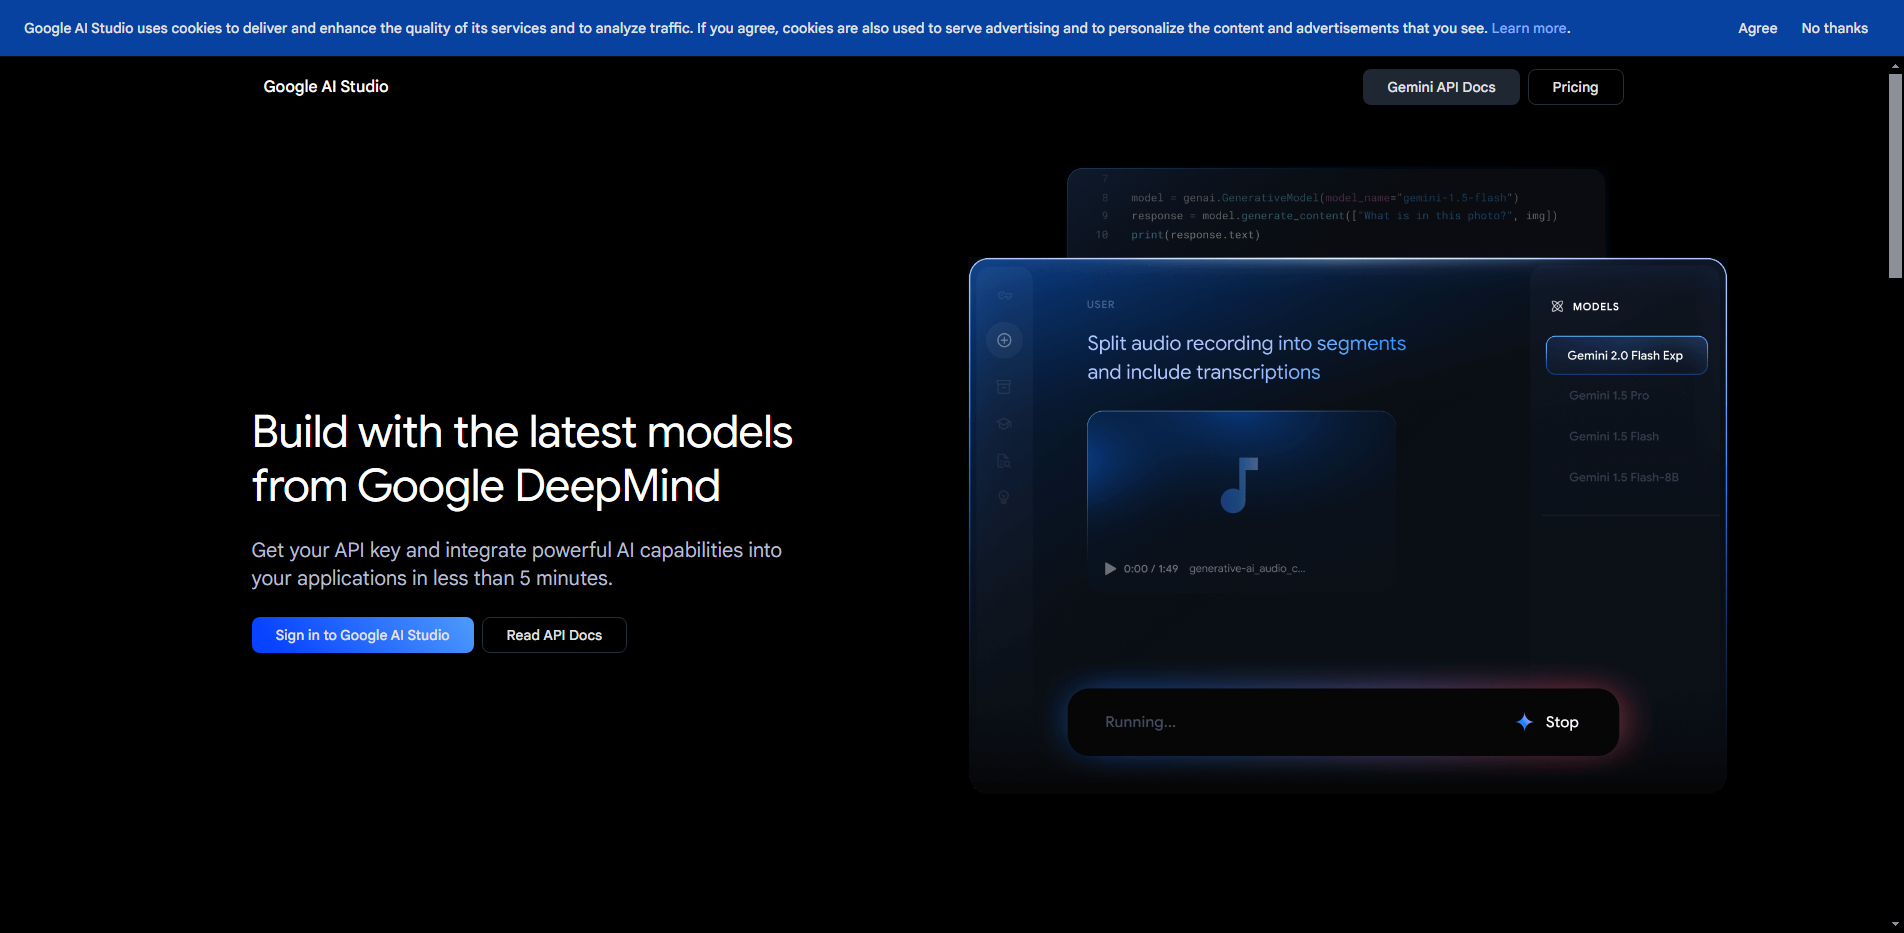 Google AI Studio uses cookies to deliver and enhance the quality of its services and to analyze traffic. If you agree, cookies are also used to serve advertising and to personalize the content and advertisements that you see. Learn more.
Agree
No thanks
Google AI Studio
Gemini API Docs
Pricing
7
8 model = genai.GenerativeModel(model_name="gemini-1.5-flash")
9 response = model.generate_content(["What is in this photo?", img])
10 print(response.text)
USER
Split audio recording into segments
and include transcriptions
0:00 / 1:49 generative-ai_audio_c...
MODELS
Gemini 2.0 Flash Exp
Gemini 1.5 Pro
Gemini 1.5 Flash
Gemini 1.5 Flash-8B
Running...
Stop
Build with the latest models
from Google DeepMind
Get your API key and integrate powerful AI capabilities into
your applications in less than 5 minutes.
Sign in to Google AI Studio
Read API Docs